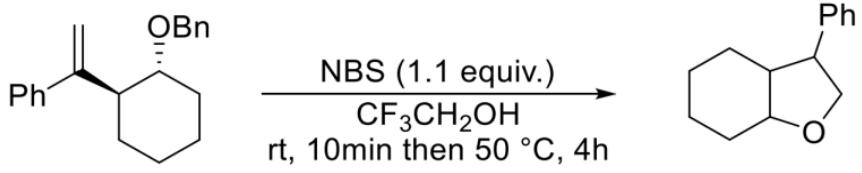 OBn
Ph
NBS (1.1 equiv.)
CF₃CH₂OH
rt, 10min then 50 °C, 4h
Ph
O